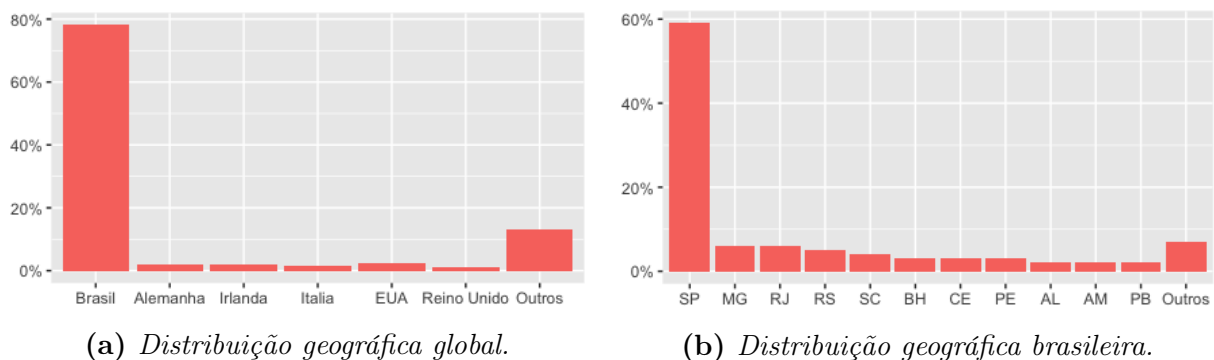 80%
60%
40%
20%
0%
Brasil Alemanha Irlanda Italia EUA Reino Unido Outros
(a) Distribuição geográfica global.
60%
40%
20%
0%
SP MG RJ RS SC BH CE PE AL AM PB Outros
(b) Distribuição geográfica brasileira.